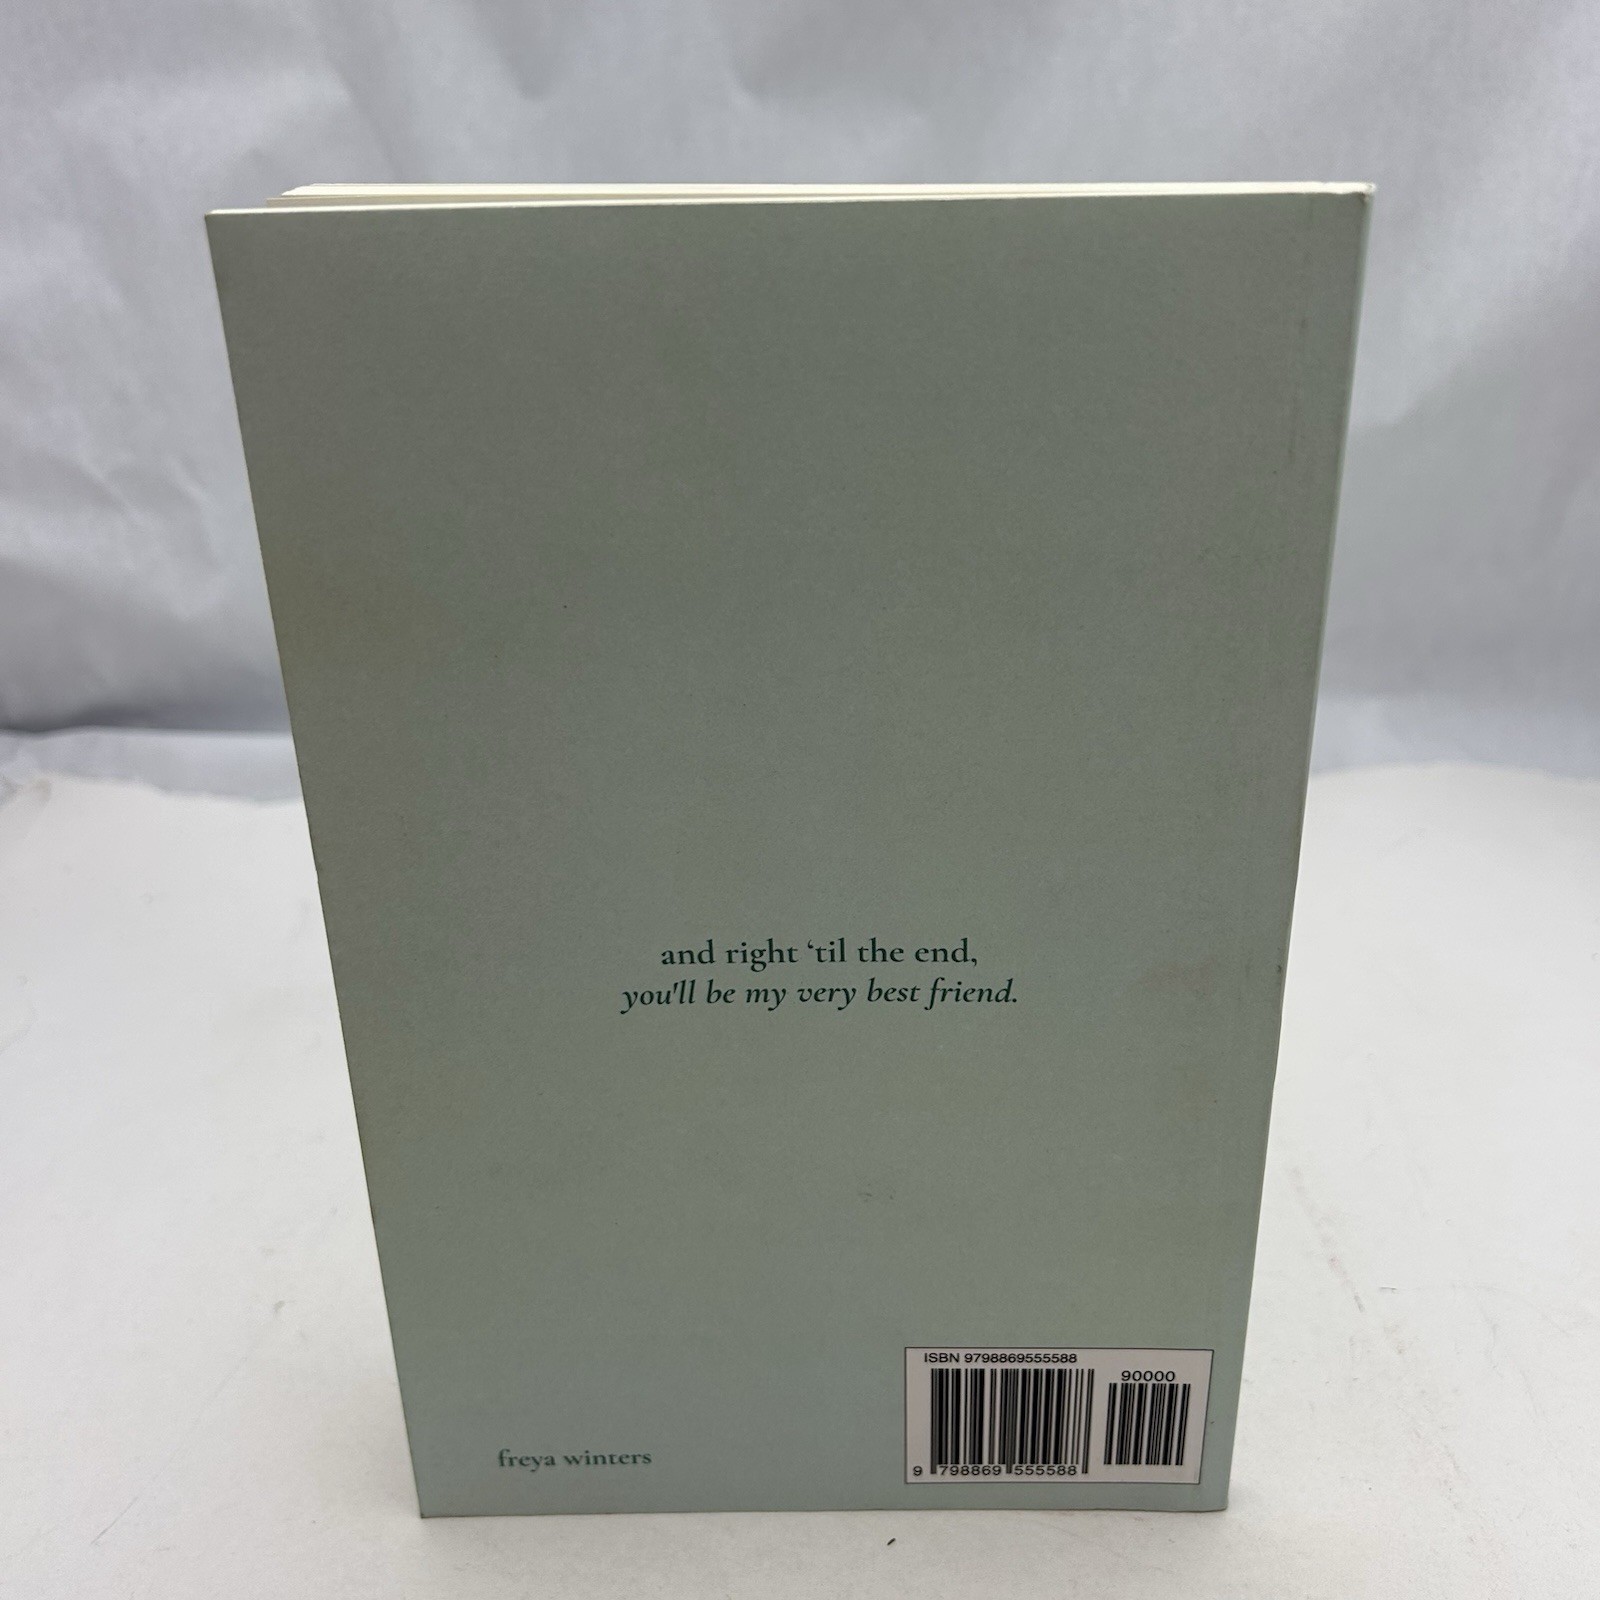 and right ‘til the end,
you'll be my very best friend.
freya winters
ISBN 9798869555588
90000
9 798869 555588